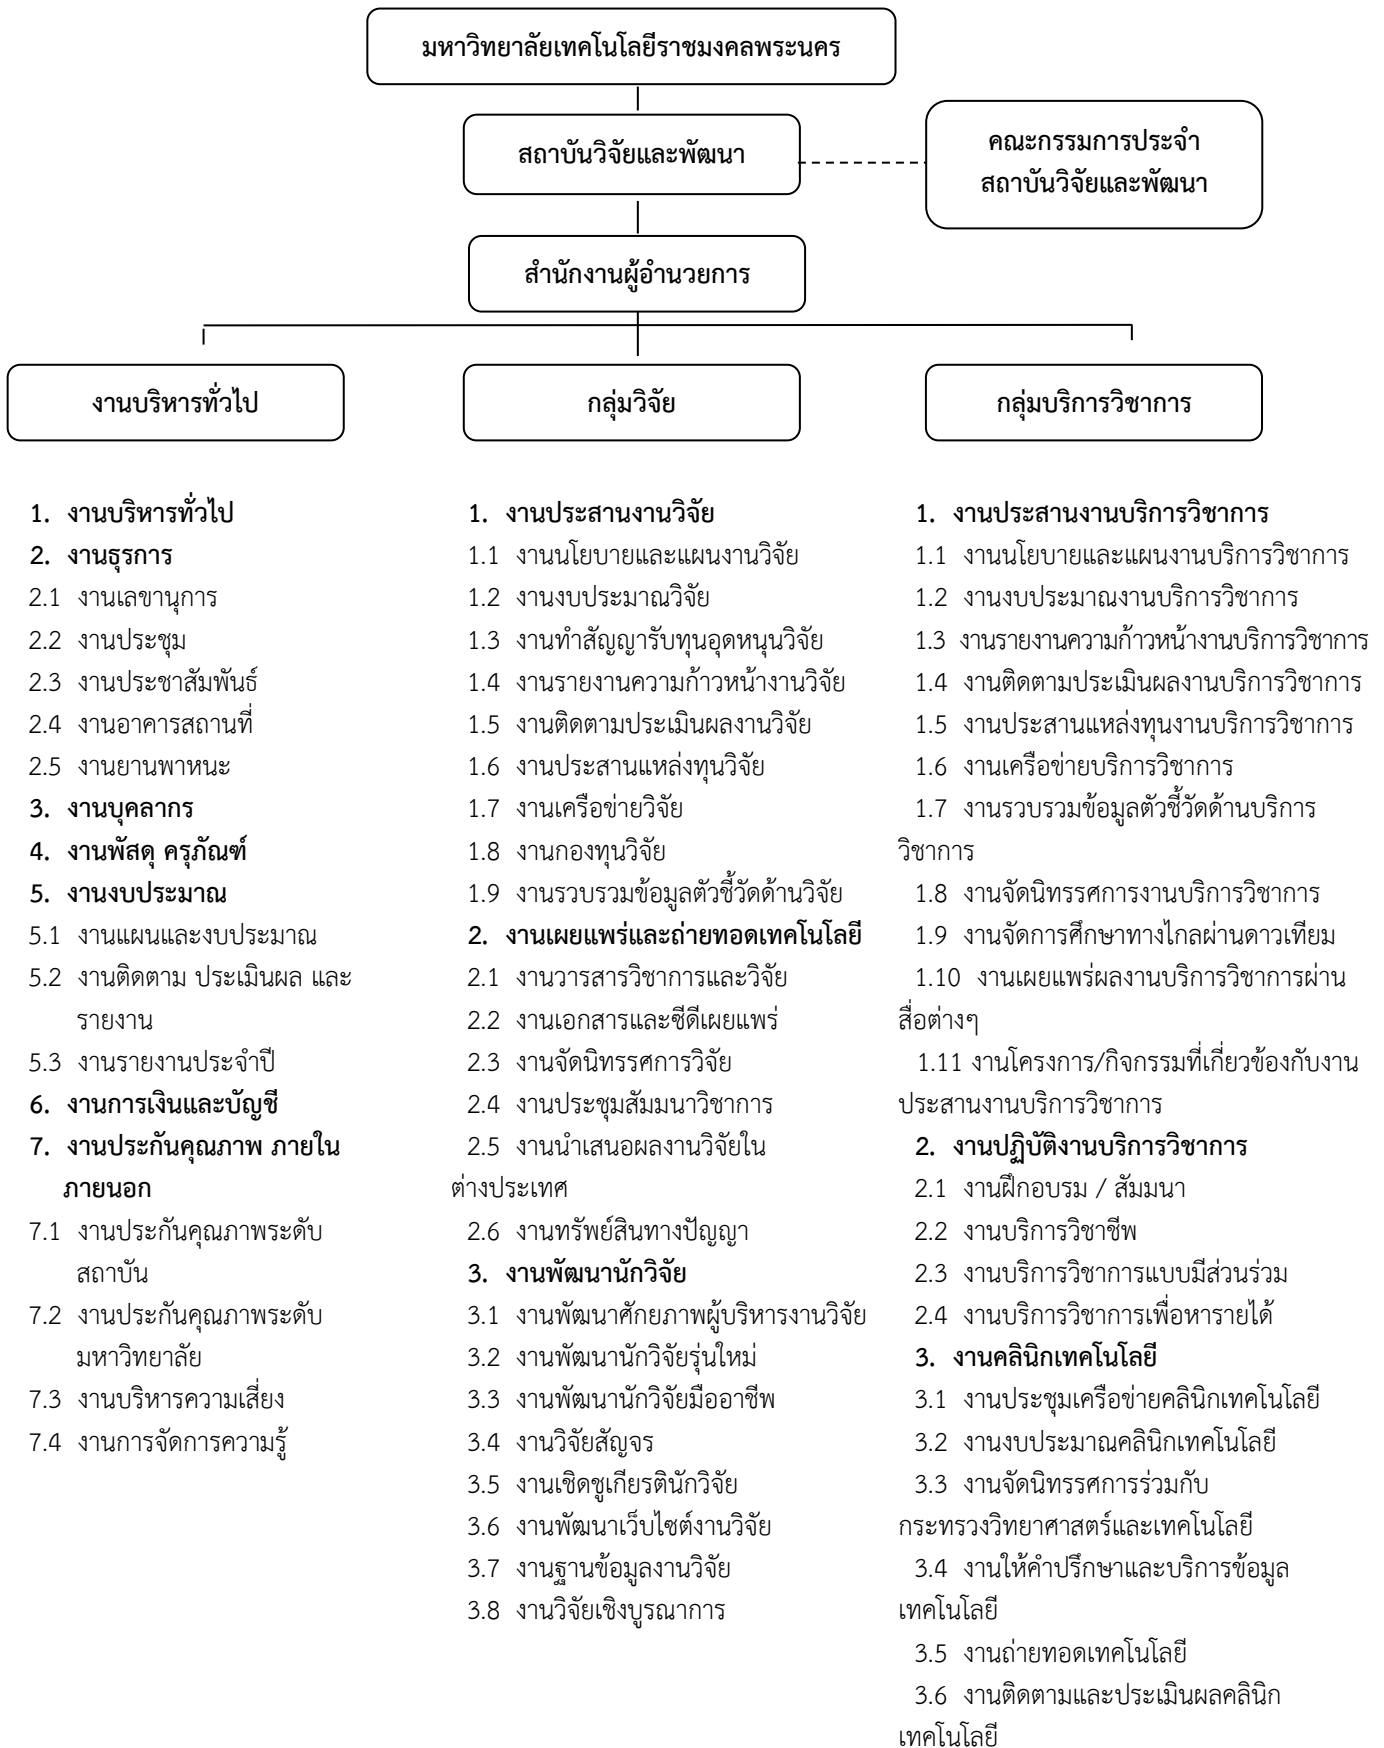 มหาวิทยาลัยเทคโนโลยีราชมงคลพระนคร
สถาบันวิจัยและพัฒนา
คณะกรรมการประจำ
สถาบันวิจัยและพัฒนา
สำนักงานผู้อำนวยการ
งานบริหารทั่วไป
กลุ่มวิจัย
กลุ่มบริการวิชาการ
1. งานบริหารทั่วไป
2. งานธุรการ
2.1 งานเลขานุการ
2.2 งานประชุม
2.3 งานประชาสัมพันธ์
2.4 งานอาคารสถานที่
2.5 งานยานพาหนะ
3. งานบุคลากร
4. งานพัสดุ ครุภัณฑ์
5. งานงบประมาณ
5.1 งานแผนและงบประมาณ
5.2 งานติดตาม ประเมินผล และ
รายงาน
5.3 งานรายงานประจำปี
6. งานการเงินและบัญชี
7. งานประกันคุณภาพ ภายใน
ภายนอก
7.1 งานประกันคุณภาพระดับ
สถาบัน
7.2 งานประกันคุณภาพระดับ
มหาวิทยาลัย
7.3 งานบริหารความเสี่ยง
7.4 งานการจัดการความรู้
1. งานประสานงานวิจัย
1.1 งานนโยบายและแผนงานวิจัย
1.2 งานงบประมาณวิจัย
1.3 งานทำสัญญารับทุนอุดหนุนวิจัย
1.4 งานรายงานความก้าวหน้างานวิจัย
1.5 งานติดตามประเมินผลงานวิจัย
1.6 งานประสานแหล่งทุนวิจัย
1.7 งานเครือข่ายวิจัย
1.8 งานกองทุนวิจัย
1.9 งานรวบรวมข้อมูลตัวชี้วัดด้านวิจัย
2. งานเผยแพร่และถ่ายทอดเทคโนโลยี
2.1 งานวารสารวิชาการและวิจัย
2.2 งานเอกสารและซีดีเผยแพร่
2.3 งานจัดนิทรรศการวิจัย
2.4 งานประชุมสัมมนาวิชาการ
2.5 งานนำเสนอผลงานวิจัยใน
ต่างประเทศ
2.6 งานทรัพย์สินทางปัญญา
3. งานพัฒนานักวิจัย
3.1 งานพัฒนาศักยภาพผู้บริหารงานวิจัย
3.2 งานพัฒนานักวิจัยรุ่นใหม่
3.3 งานพัฒนานักวิจัยมืออาชีพ
3.4 งานวิจัยสัญจร
3.5 งานเชิดชูเกียรตินักวิจัย
3.6 งานพัฒนาเว็บไซต์งานวิจัย
3.7 งานฐานข้อมูลงานวิจัย
3.8 งานวิจัยเชิงบูรณาการ
1. งานประสานงานบริการวิชาการ
1.1 งานนโยบายและแผนงานบริการวิชาการ
1.2 งานงบประมาณงานบริการวิชาการ
1.3 งานรายงานความก้าวหน้างานบริการวิชาการ
1.4 งานติดตามประเมินผลงานบริการวิชาการ
1.5 งานประสานแหล่งทุนงานบริการวิชาการ
1.6 งานเครือข่ายบริการวิชาการ
1.7 งานรวบรวมข้อมูลตัวชี้วัดด้านบริการ
วิชาการ
1.8 งานจัดนิทรรศการงานบริการวิชาการ
1.9 งานจัดการศึกษาทางไกลผ่านดาวเทียม
1.10 งานเผยแพร่ผลงานบริการวิชาการผ่าน
สื่อต่างๆ
1.11 งานโครงการ/กิจกรรมที่เกี่ยวข้องกับงาน
ประสานงานบริการวิชาการ
2. งานปฏิบัติงานบริการวิชาการ
2.1 งานฝึกอบรม / สัมมนา
2.2 งานบริการวิชาชีพ
2.3 งานบริการวิชาการแบบมีส่วนร่วม
2.4 งานบริการวิชาการเพื่อหารายได้
3. งานคลินิกเทคโนโลยี
3.1 งานประชุมเครือข่ายคลินิกเทคโนโลยี
3.2 งานงบประมาณคลินิกเทคโนโลยี
3.3 งานจัดนิทรรศการร่วมกับ
กระทรวงวิทยาศาสตร์และเทคโนโลยี
3.4 งานให้คำปรึกษาและบริการข้อมูล
เทคโนโลยี
3.5 งานถ่ายทอดเทคโนโลยี
3.6 งานติดตามและประเมินผลคลินิก
เทคโนโลยี